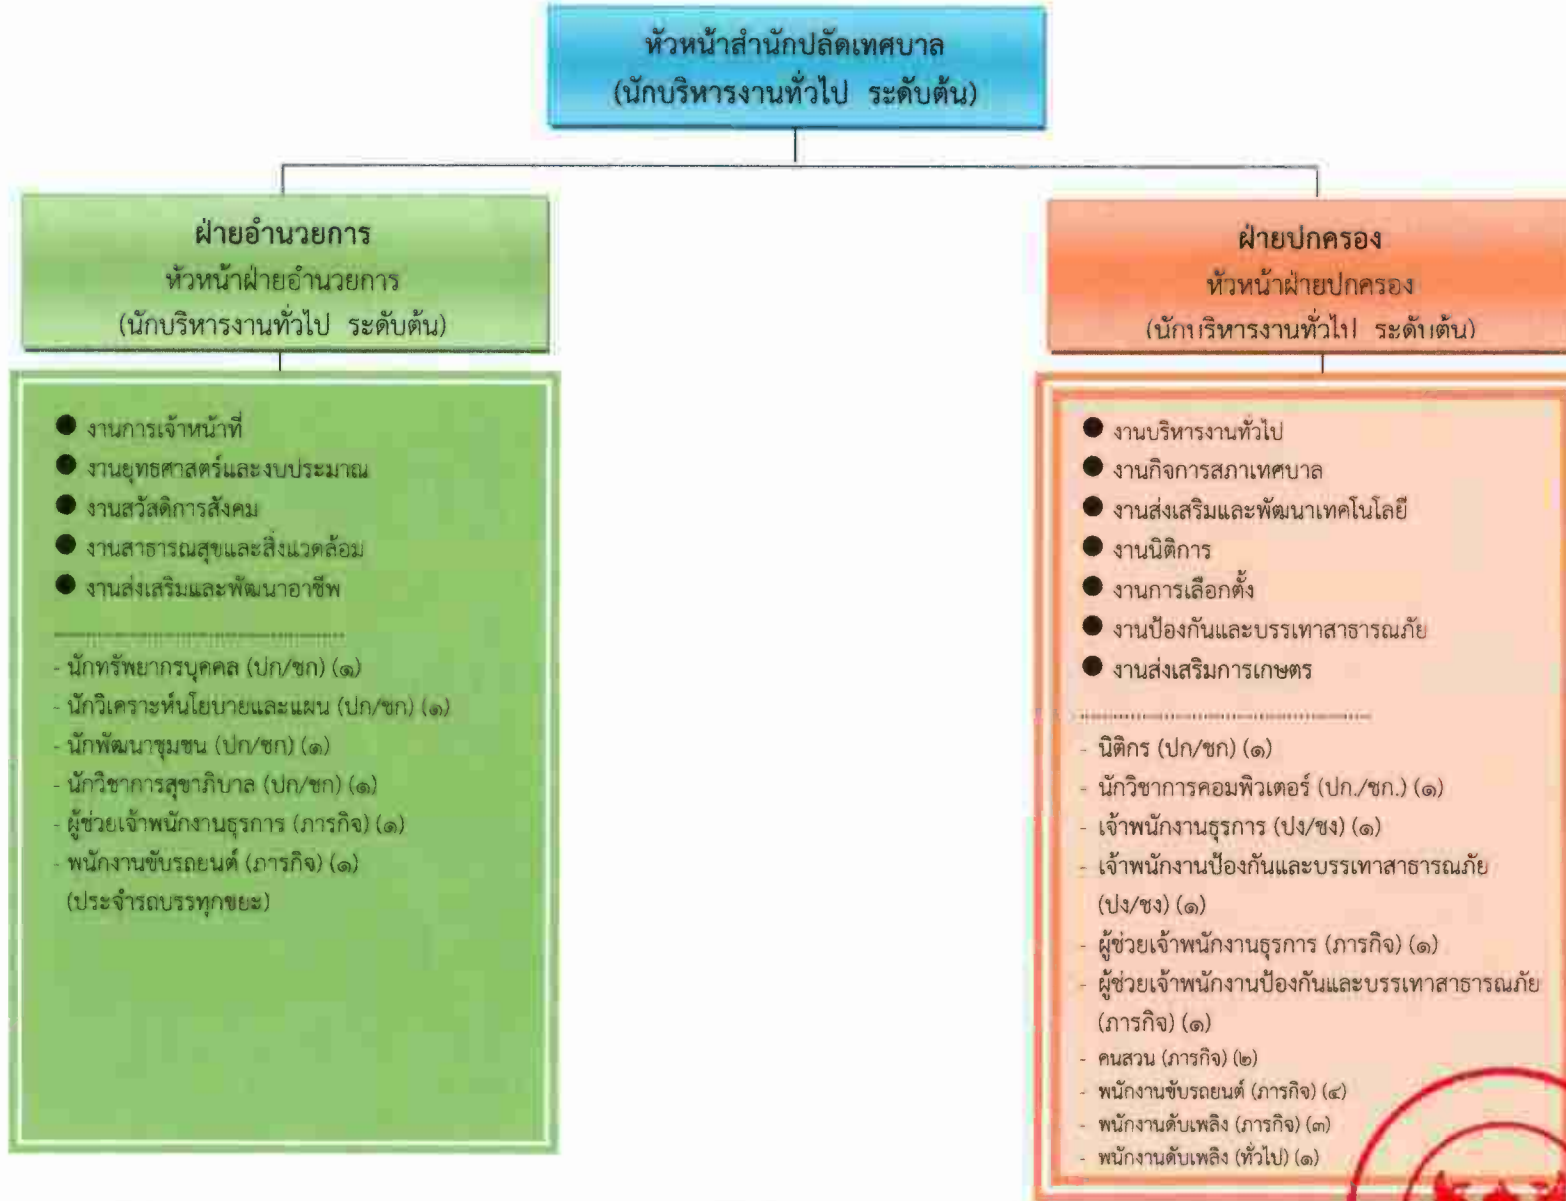 หัวหน้าสำนักปลัดเทศบาล
(นักบริหารงานทั่วไป ระดับต้น)
ฝ่ายอำนวยการ
หัวหน้าฝ่ายอำนวยการ
(นักบริหารงานทั่วไป ระดับต้น)
● งานการเจ้าหน้าที่
● งานยุทธศาสตร์และงบประมาณ
● งานสวัสดิการสังคม
● งานสาธารณสุขและสิ่งแวดล้อม
● งานส่งเสริมและพัฒนาอาชีพ
- นักทรัพยากรบุคคล (ปก/ชก) (๑)
- นักวิเคราะห์นโยบายและแผน (ปก/ชก) (๑)
- นักพัฒนาชุมชน (ปก/ชก) (๑)
- นักวิชาการสุขาภิบาล (ปก/ชก) (๑)
- ผู้ช่วยเจ้าพนักงานธุรการ (ภารกิจ) (๑)
- พนักงานขับรถยนต์ (ภารกิจ) (๑)
(ประจำรถบรรทุกขยะ)
ฝ่ายปกครอง
หัวหน้าฝ่ายปกครอง
(นักบริหารงานทั่วไป ระดับต้น)
● งานบริหารงานทั่วไป
● งานกิจการสภาเทศบาล
● งานส่งเสริมและพัฒนาเทคโนโลยี
● งานนิติการ
● งานการเลือกตั้ง
● งานป้องกันและบรรเทาสาธารณภัย
● งานส่งเสริมการเกษตร
- นิติกร (ปก/ชก) (๑)
- นักวิชาการคอมพิวเตอร์ (ปก./ชก.) (๑)
- เจ้าพนักงานธุรการ (ปง/ชง) (๑)
- เจ้าพนักงานป้องกันและบรรเทาสาธารณภัย
(ปง/ชง) (๑)
- ผู้ช่วยเจ้าพนักงานธุรการ (ภารกิจ) (๑)
- ผู้ช่วยเจ้าพนักงานป้องกันและบรรเทาสาธารณภัย
(ภารกิจ) (๑)
- คนสวน (ภารกิจ) (๒)
- พนักงานขับรถยนต์ (ภารกิจ) (๔)
- พนักงานดับเพลิง (ภารกิจ) (๓)
- พนักงานดับเพลิง (ทั่วไป) (๑)